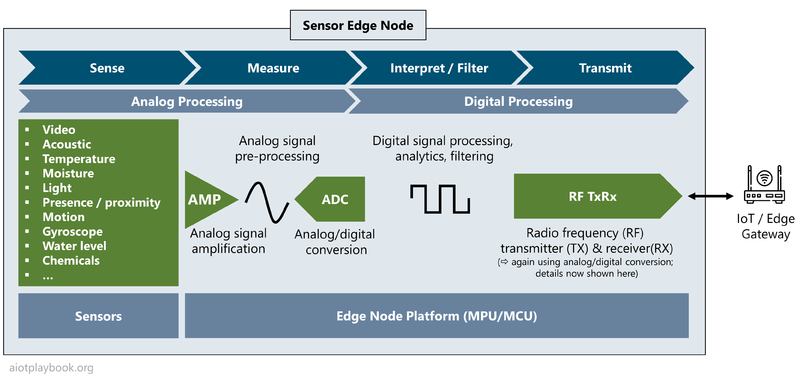 Sensor Edge Node
Sense
Measure
Interpret / Filter
Transmit
Analog Processing
Digital Processing
▪ Video
▪ Acoustic
▪ Temperature
▪ Moisture
▪ Light
▪ Presence / proximity
▪ Motion
▪ Gyroscope
▪ Water level
▪ Chemicals
▪ ...
Analog signal
pre-processing
AMP
ADC
Analog signal
amplification
Analog/digital
conversion
Digital signal processing,
analytics, filtering
RF TxRx
Radio frequency (RF)
transmitter (TX) & receiver(RX)
(⇨ again using analog/digital conversion;
details now shown here)
IoT / Edge
Gateway
Sensors
Edge Node Platform (MPU/MCU)
aiotplaybook.org